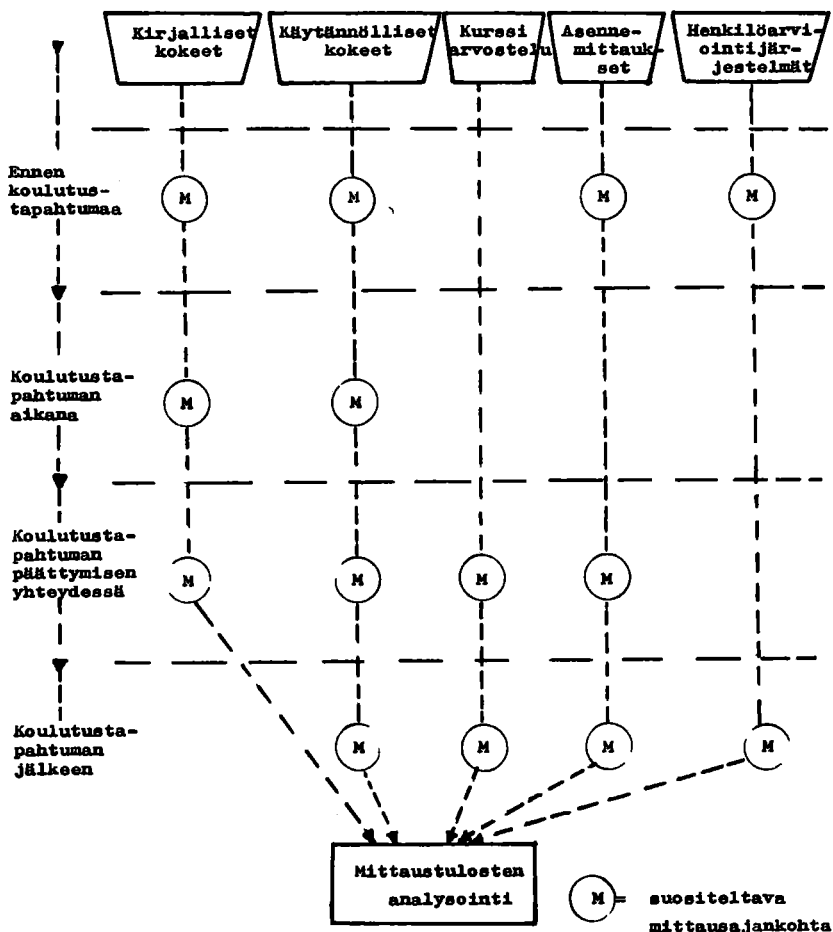 Kirjalliset
kokeet
Käytännölliset
kokeet
Kurssi
arvostelu
Asenne-
mittauk-
set
Henkilöarvi-
ointijär-
jestelmät
Ennen
koulutus-
tapahtumaa
M
M
M
M
Koulutusta-
pahtuman
aikana
M
M
Koulutusta-
pahtuman
päättymisen
yhteydessä
M
M
M
M
Koulutusta-
pahtuman
jälkeen
M
M
M
M
Mittaustulosten
analysointi
M = suositeltava
mittausajankohta